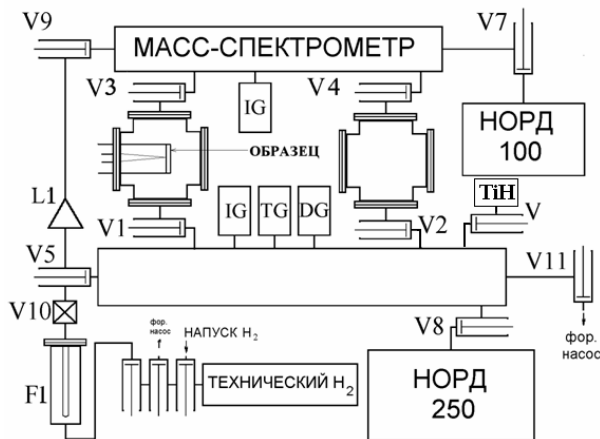 V9
МАСС-СПЕКТРОМЕТР
V7
V3
IG
V4
НОРД
100
ОБРАЗЕЦ
L1
IG
TG
DG
TiH
V1
V2
V
V5
V11
V10
V8
фор.
насос
НАПУСК H₂
фор.
насос
F1
ТЕХНИЧЕСКИЙ H₂
НОРД
250